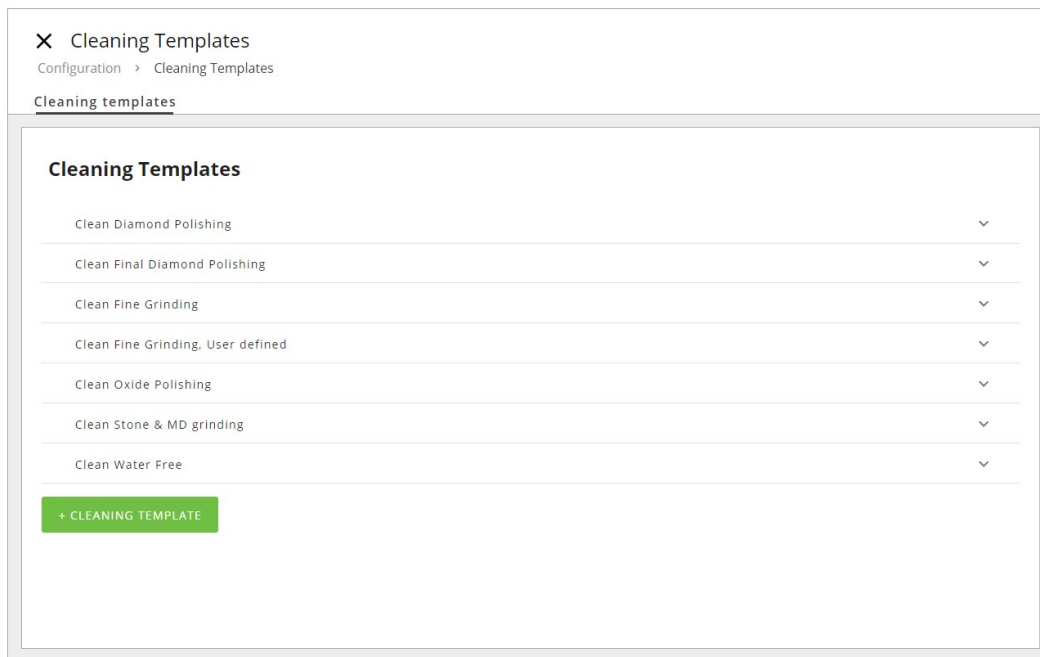 Cleaning Templates
Configuration > Cleaning Templates
Cleaning templates
Cleaning Templates
Clean Diamond Polishing
Clean Final Diamond Polishing
Clean Fine Grinding
Clean Fine Grinding, User defined
Clean Oxide Polishing
Clean Stone & MD grinding
Clean Water Free
+ CLEANING TEMPLATE